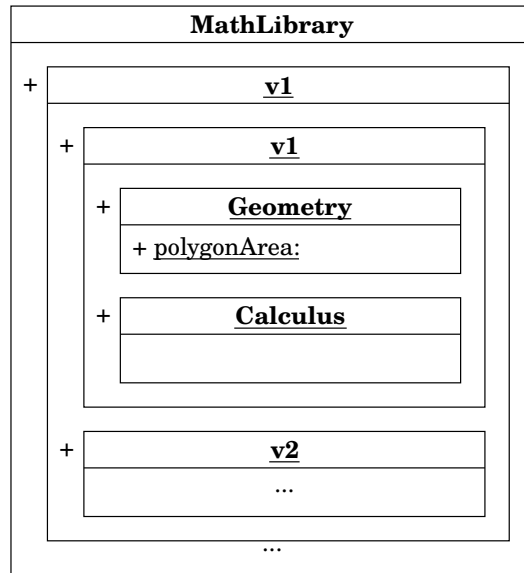 MathLibrary
+ v1
+ v1
+ Geometry
+ polygonArea:
+ Calculus
+ v2
...
...